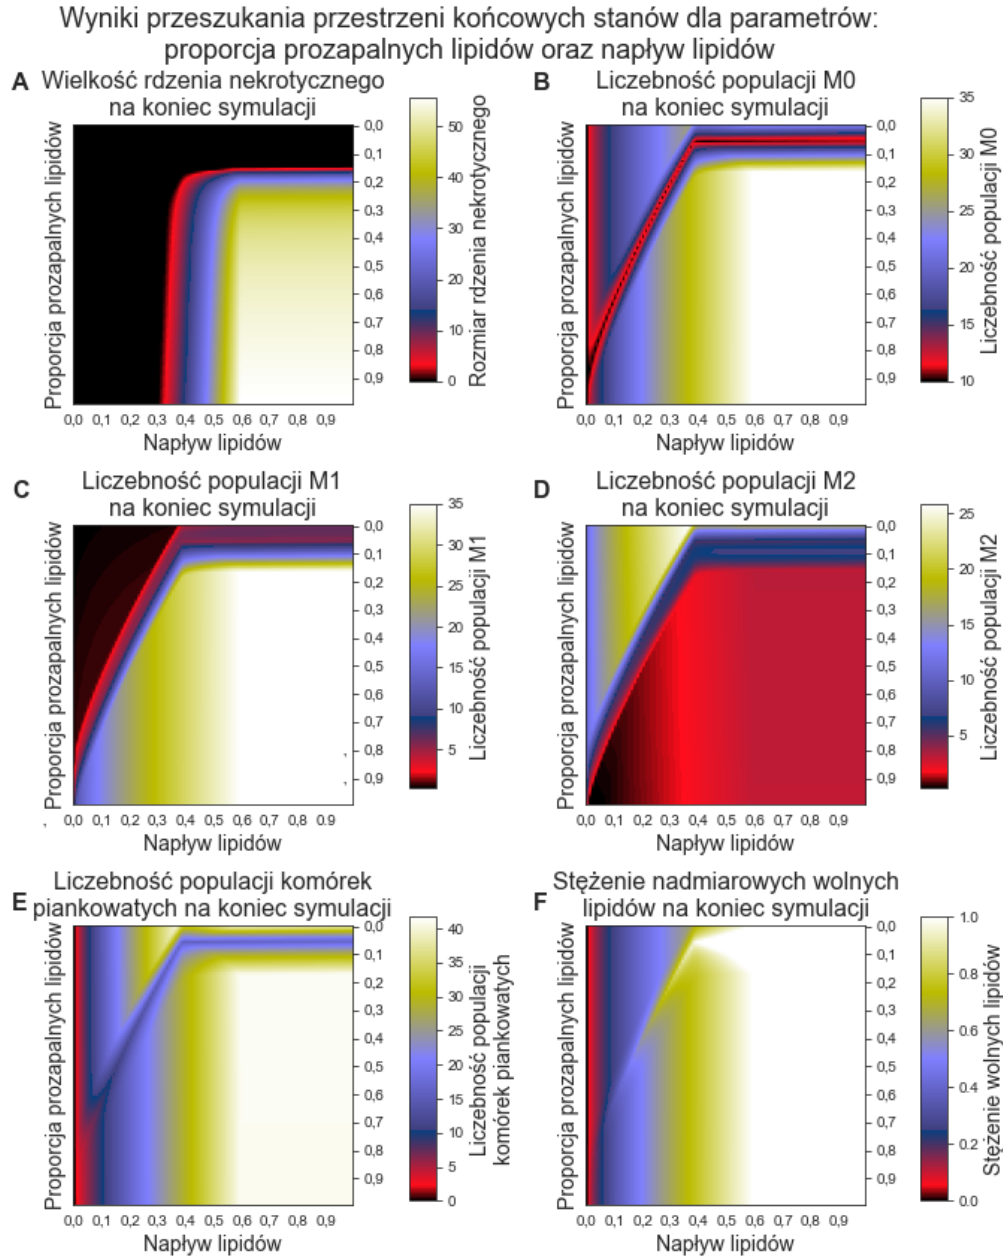 Wyniki przeszukania przestrzeni końcowych stanów dla parametrów:
proporcja prozapalnych lipidów oraz napływ lipidów
A Wielkość rdzenia nekrotycznego
na koniec symulacji
Proporcja prozapalnych lipidów
0,0
0,1
0,2
0,3
0,4
0,5
0,6
0,7
0,8
0,9
0,0 0,1 0,2 0,3 0,4 0,5 0,6 0,7 0,8 0,9
Napływ lipidów
50
40
30
20
10
0
Rozmiar rdzenia nekrotycznego
B Liczebność populacji M0
na koniec symulacji
Proporcja prozapalnych lipidów
0,0
0,1
0,2
0,3
0,4
0,5
0,6
0,7
0,8
0,9
0,0 0,1 0,2 0,3 0,4 0,5 0,6 0,7 0,8 0,9
Napływ lipidów
35
30
25
20
15
10
Liczebność populacji M0
C Liczebność populacji M1
na koniec symulacji
Proporcja prozapalnych lipidów
0,0
0,1
0,2
0,3
0,4
0,5
0,6
0,7
0,8
0,9
0,0 0,1 0,2 0,3 0,4 0,5 0,6 0,7 0,8 0.9
Napływ lipidów
35
30
25
20
15
10
5
Liczebność populacji M1
D Liczebność populacji M2
na koniec symulacji
Proporcja prozapalnych lipidów
0,0
0,1
0,2
0,3
0,4
0,5
0,6
0,7
0,8
0,9
0,0 0,1 0,2 0,3 0,4 0,5 0,6 0,7 0,8 0,9
Napływ lipidów
25
20
15
10
5
Liczebność populacji M2
E Liczebność populacji komórek
piankowatych na koniec symulacji
Proporcja prozapalnych lipidów
0,0
0,1
0,2
0,3
0,4
0,5
0,6
0,7
0,8
0,9
0,0 0,1 0,2 0,3 0,4 0,5 0,6 0,7 0,8 0,9
Napływ lipidów
40
35
30
25
20
15
10
5
0
Liczebność populacji
komórek piankowatych
F Stężenie nadmiarowych wolnych
lipidów na koniec symulacji
Proporcja prozapalnych lipidów
0,0
0,1
0,2
0,3
0,4
0,5
0,6
0,7
0,8
0,9
0,0 0,1 0,2 0,3 0,4 0,5 0,6 0,7 0,8 0,9
Napływ lipidów
1.0
0.8
0.6
0.4
0.2
0.0
Stężenie wolnych lipidów